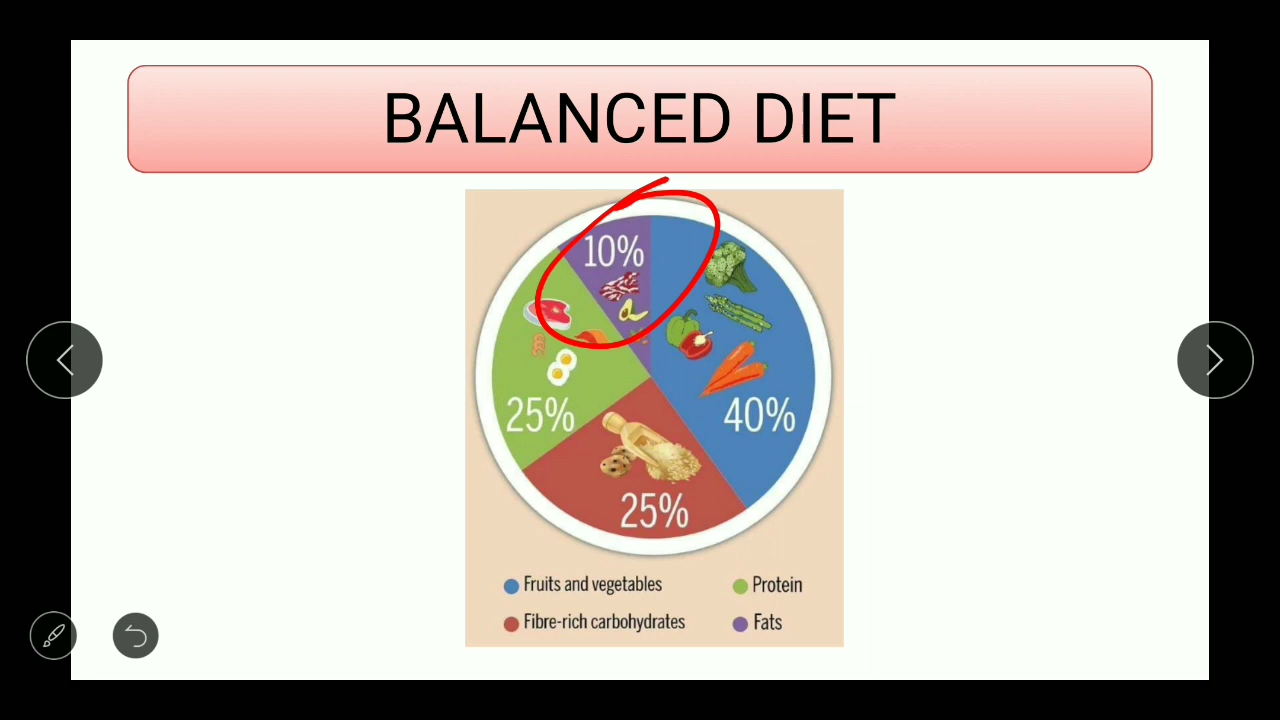 BALANCED DIET
10%
25%
40%
25%
Fruits and vegetables
Protein
Fibre-rich carbohydrates
Fats